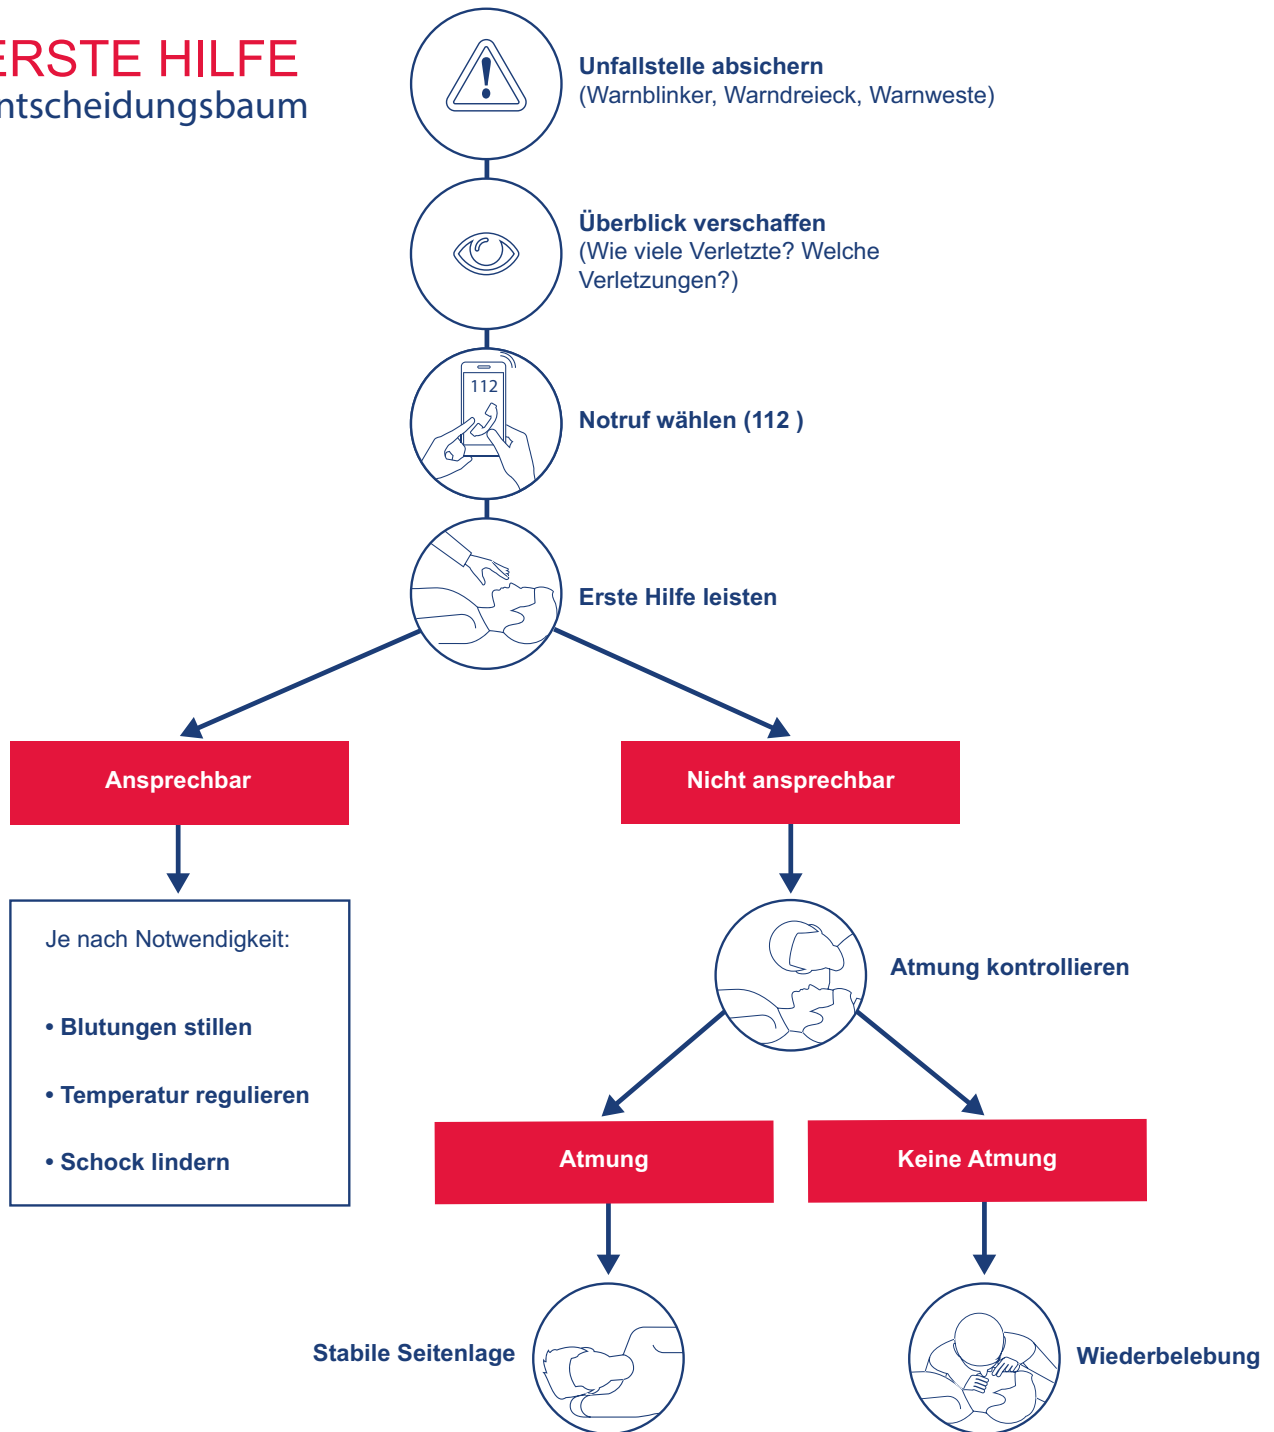 ERSTE HILFE
ntscheidungsbaum
Unfallstelle absichern
(Warnblinker, Warndreieck, Warnweste)
Überblick verschaffen
(Wie viele Verletzte? Welche
Verletzungen?)
112
Notruf wählen (112 )
Erste Hilfe leisten
Ansprechbar
Nicht ansprechbar
Je nach Notwendigkeit:
• Blutungen stillen
• Temperatur regulieren
• Schock lindern
Atmung kontrollieren
Atmung
Keine Atmung
Stabile Seitenlage
Wiederbelebung